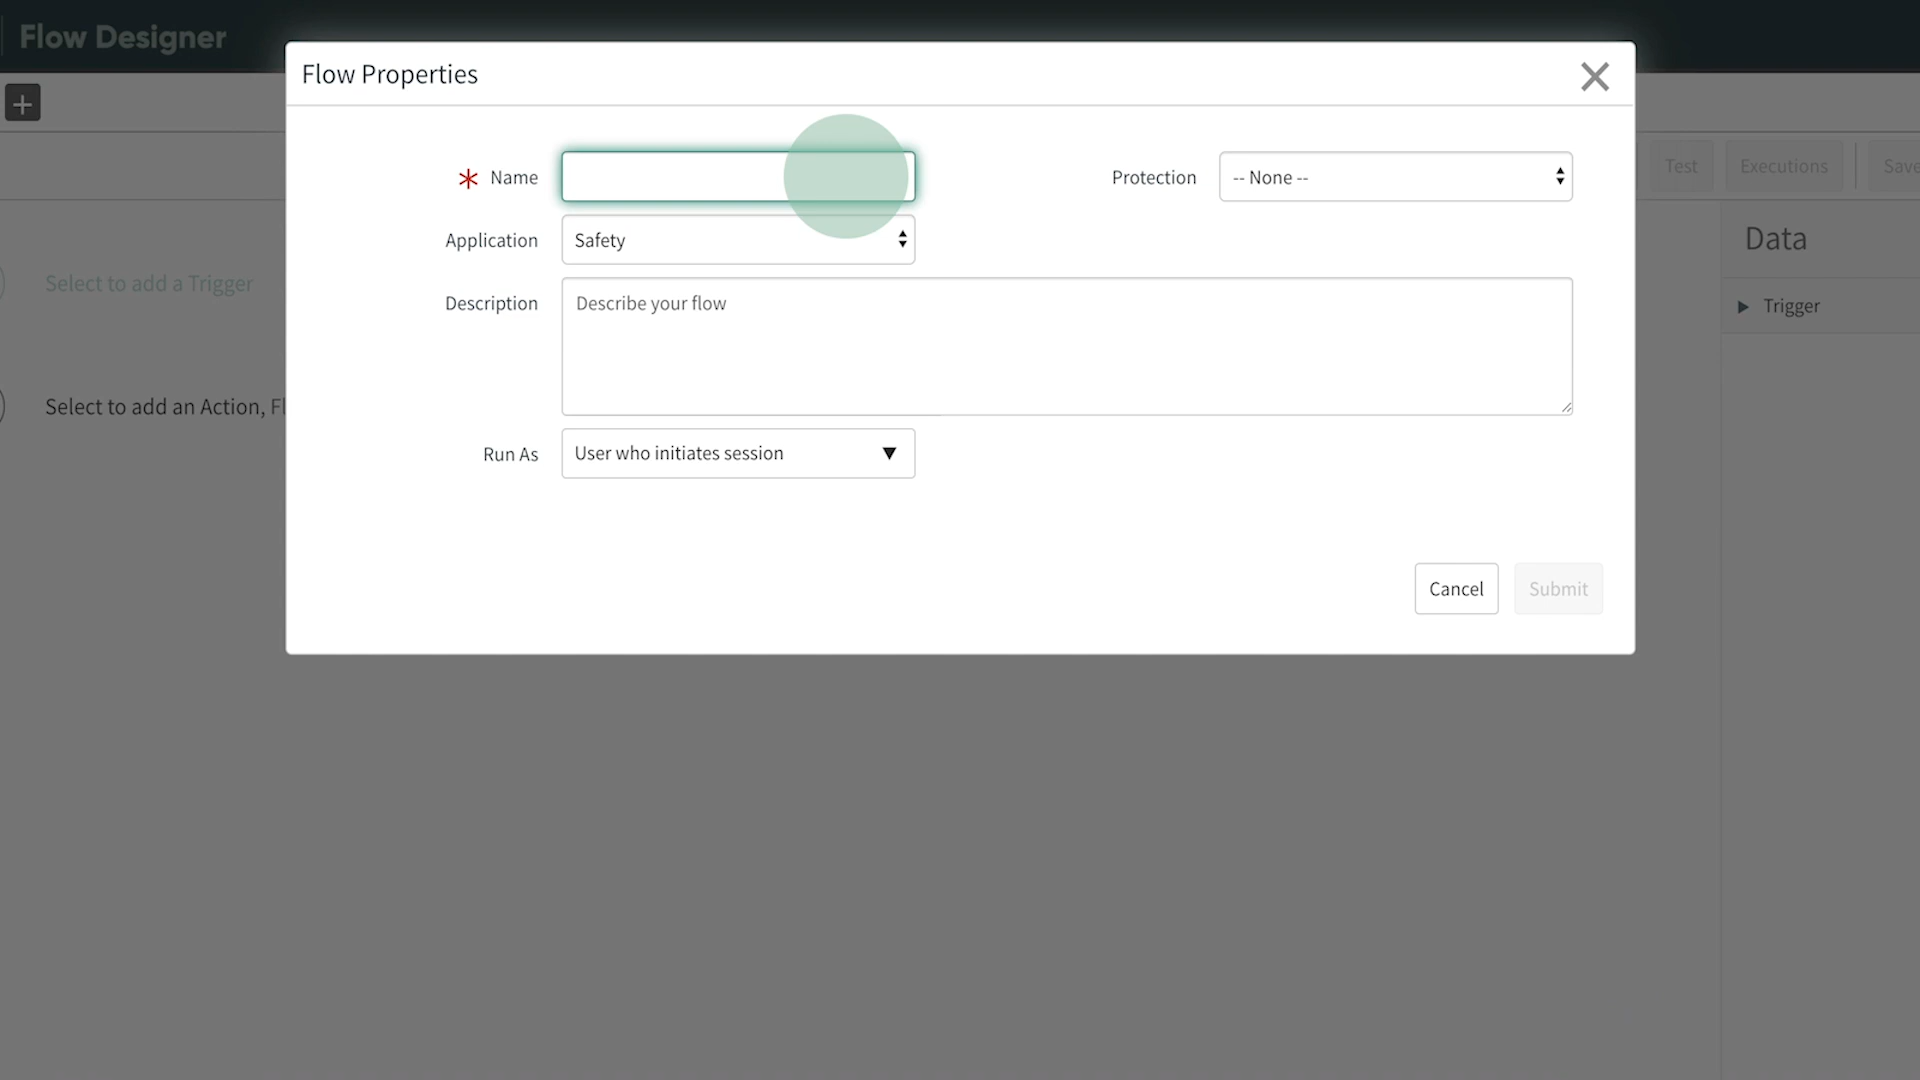 Flow Designer
Flow Properties
* Name
Protection
-- None --
Application
Safety
Description
Describe your flow
Run As
User who initiates session
Cancel
Submit
Select to add a Trigger
Select to add an Action, Fl
Test
Executions
Save
Data
Trigger